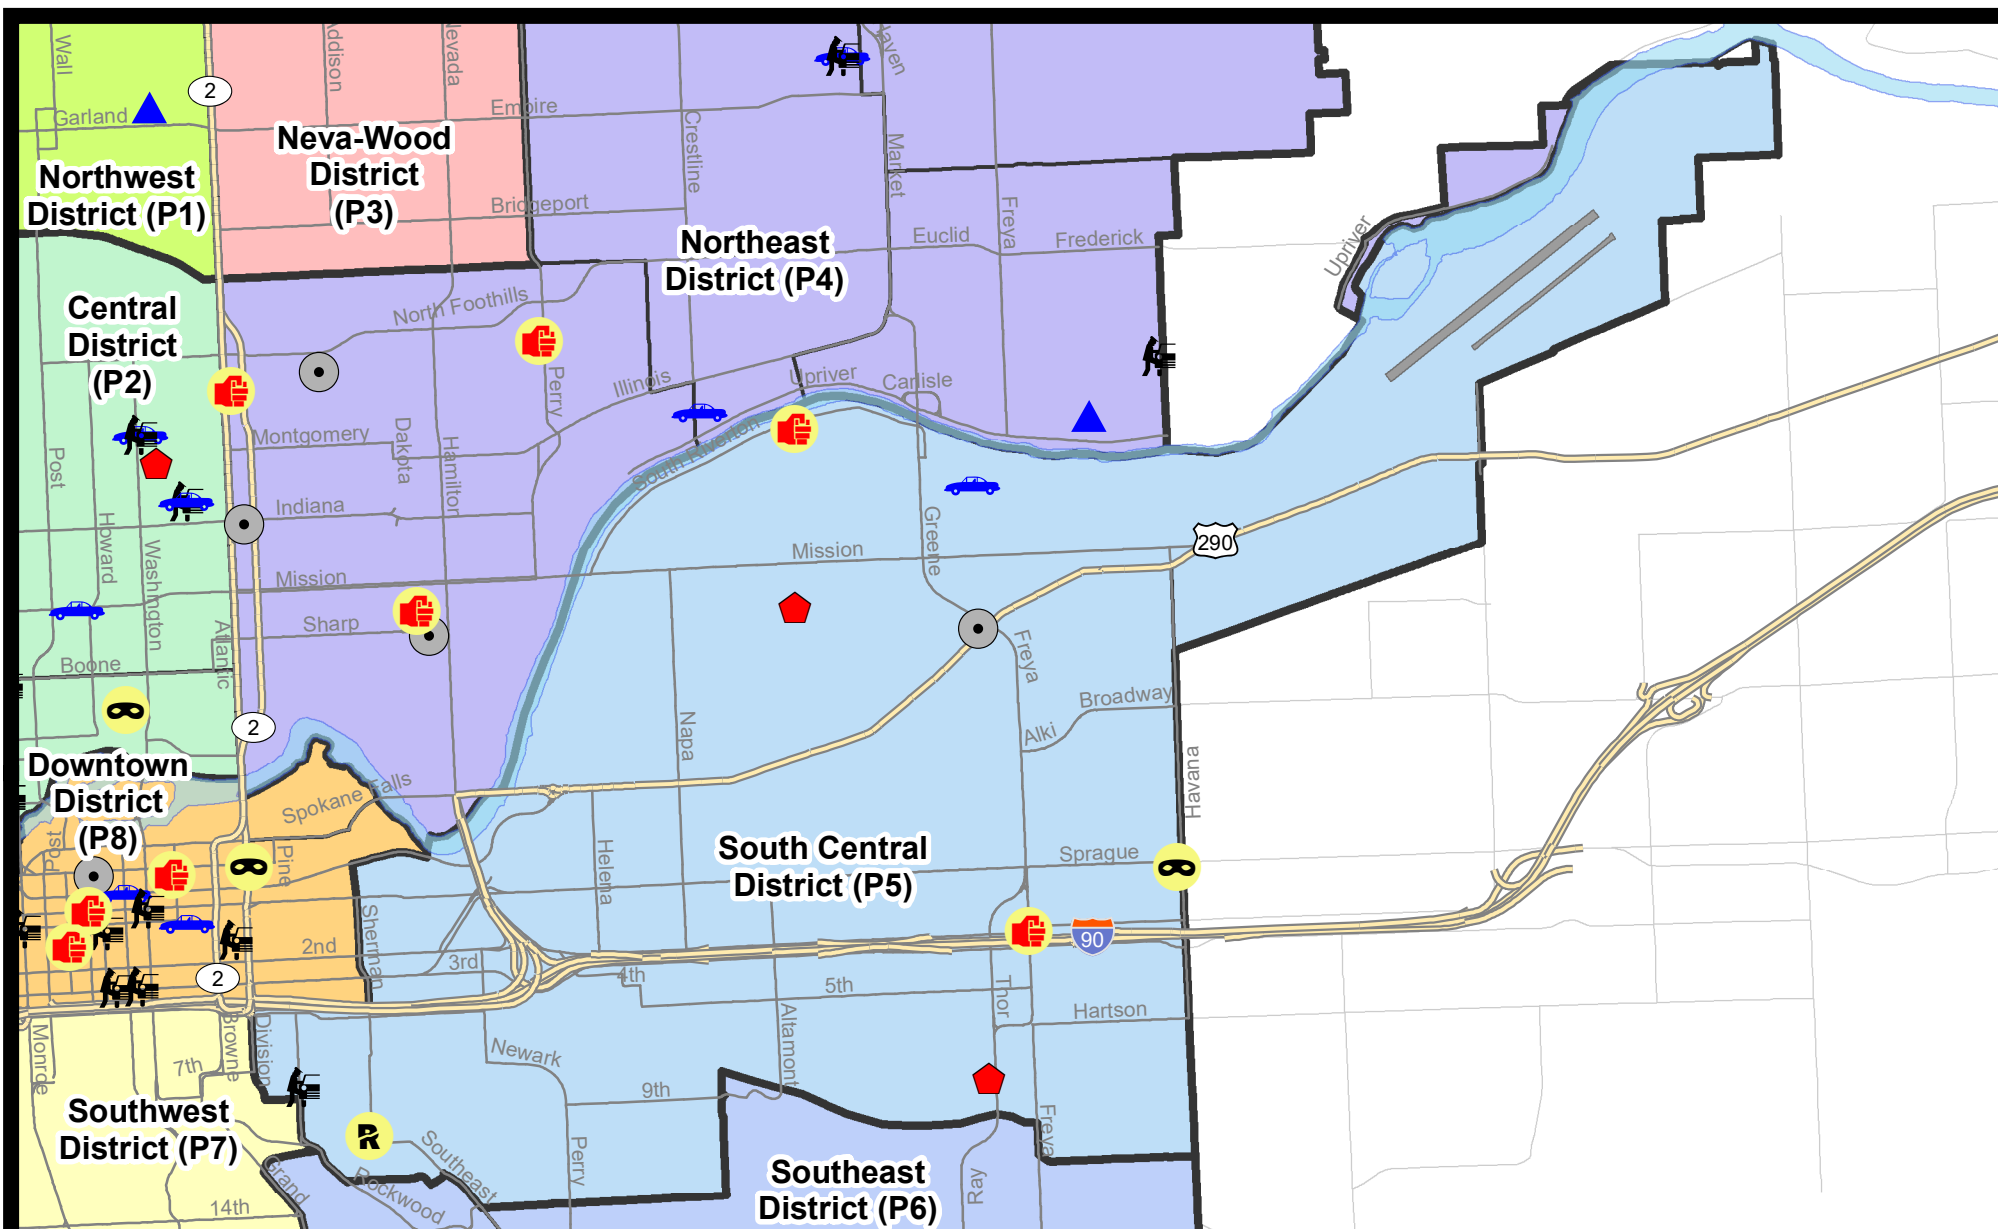 Wall
Addison
Nevada
Haven
2
Garland
Empire
Crestline
Market
Neva-Wood
District
(P3)
Northwest
District (P1)
Bridgeport
Freya
Euclid
Frederick
Northeast
District (P4)
Upriver
Central
District
(P2)
North Foothills
Perry
Illinois
Upriver
Carlisle
Montgomery
Dakota
Hamilton
South Riverton
Post
Indiana
Howard
Washington
Greene
Mission
290
Mission
Sharp
Atlantic
Boone
Freya
Broadway
Napa
Alki
2
Havana
Downtown
District
(P8)
Spokane Falls
Post
Pine
Helena
South Central
District (P5)
Sprague
Sherman
2nd
3rd
90
2
4th
5th
Thor
Altamont
Hartson
Monroe
Browne
Division
7th
Newark
9th
Southwest
District (P7)
Freya
Perry
Southeast
Rockwood
Grand
14th
Southeast
District (P6)
Ray